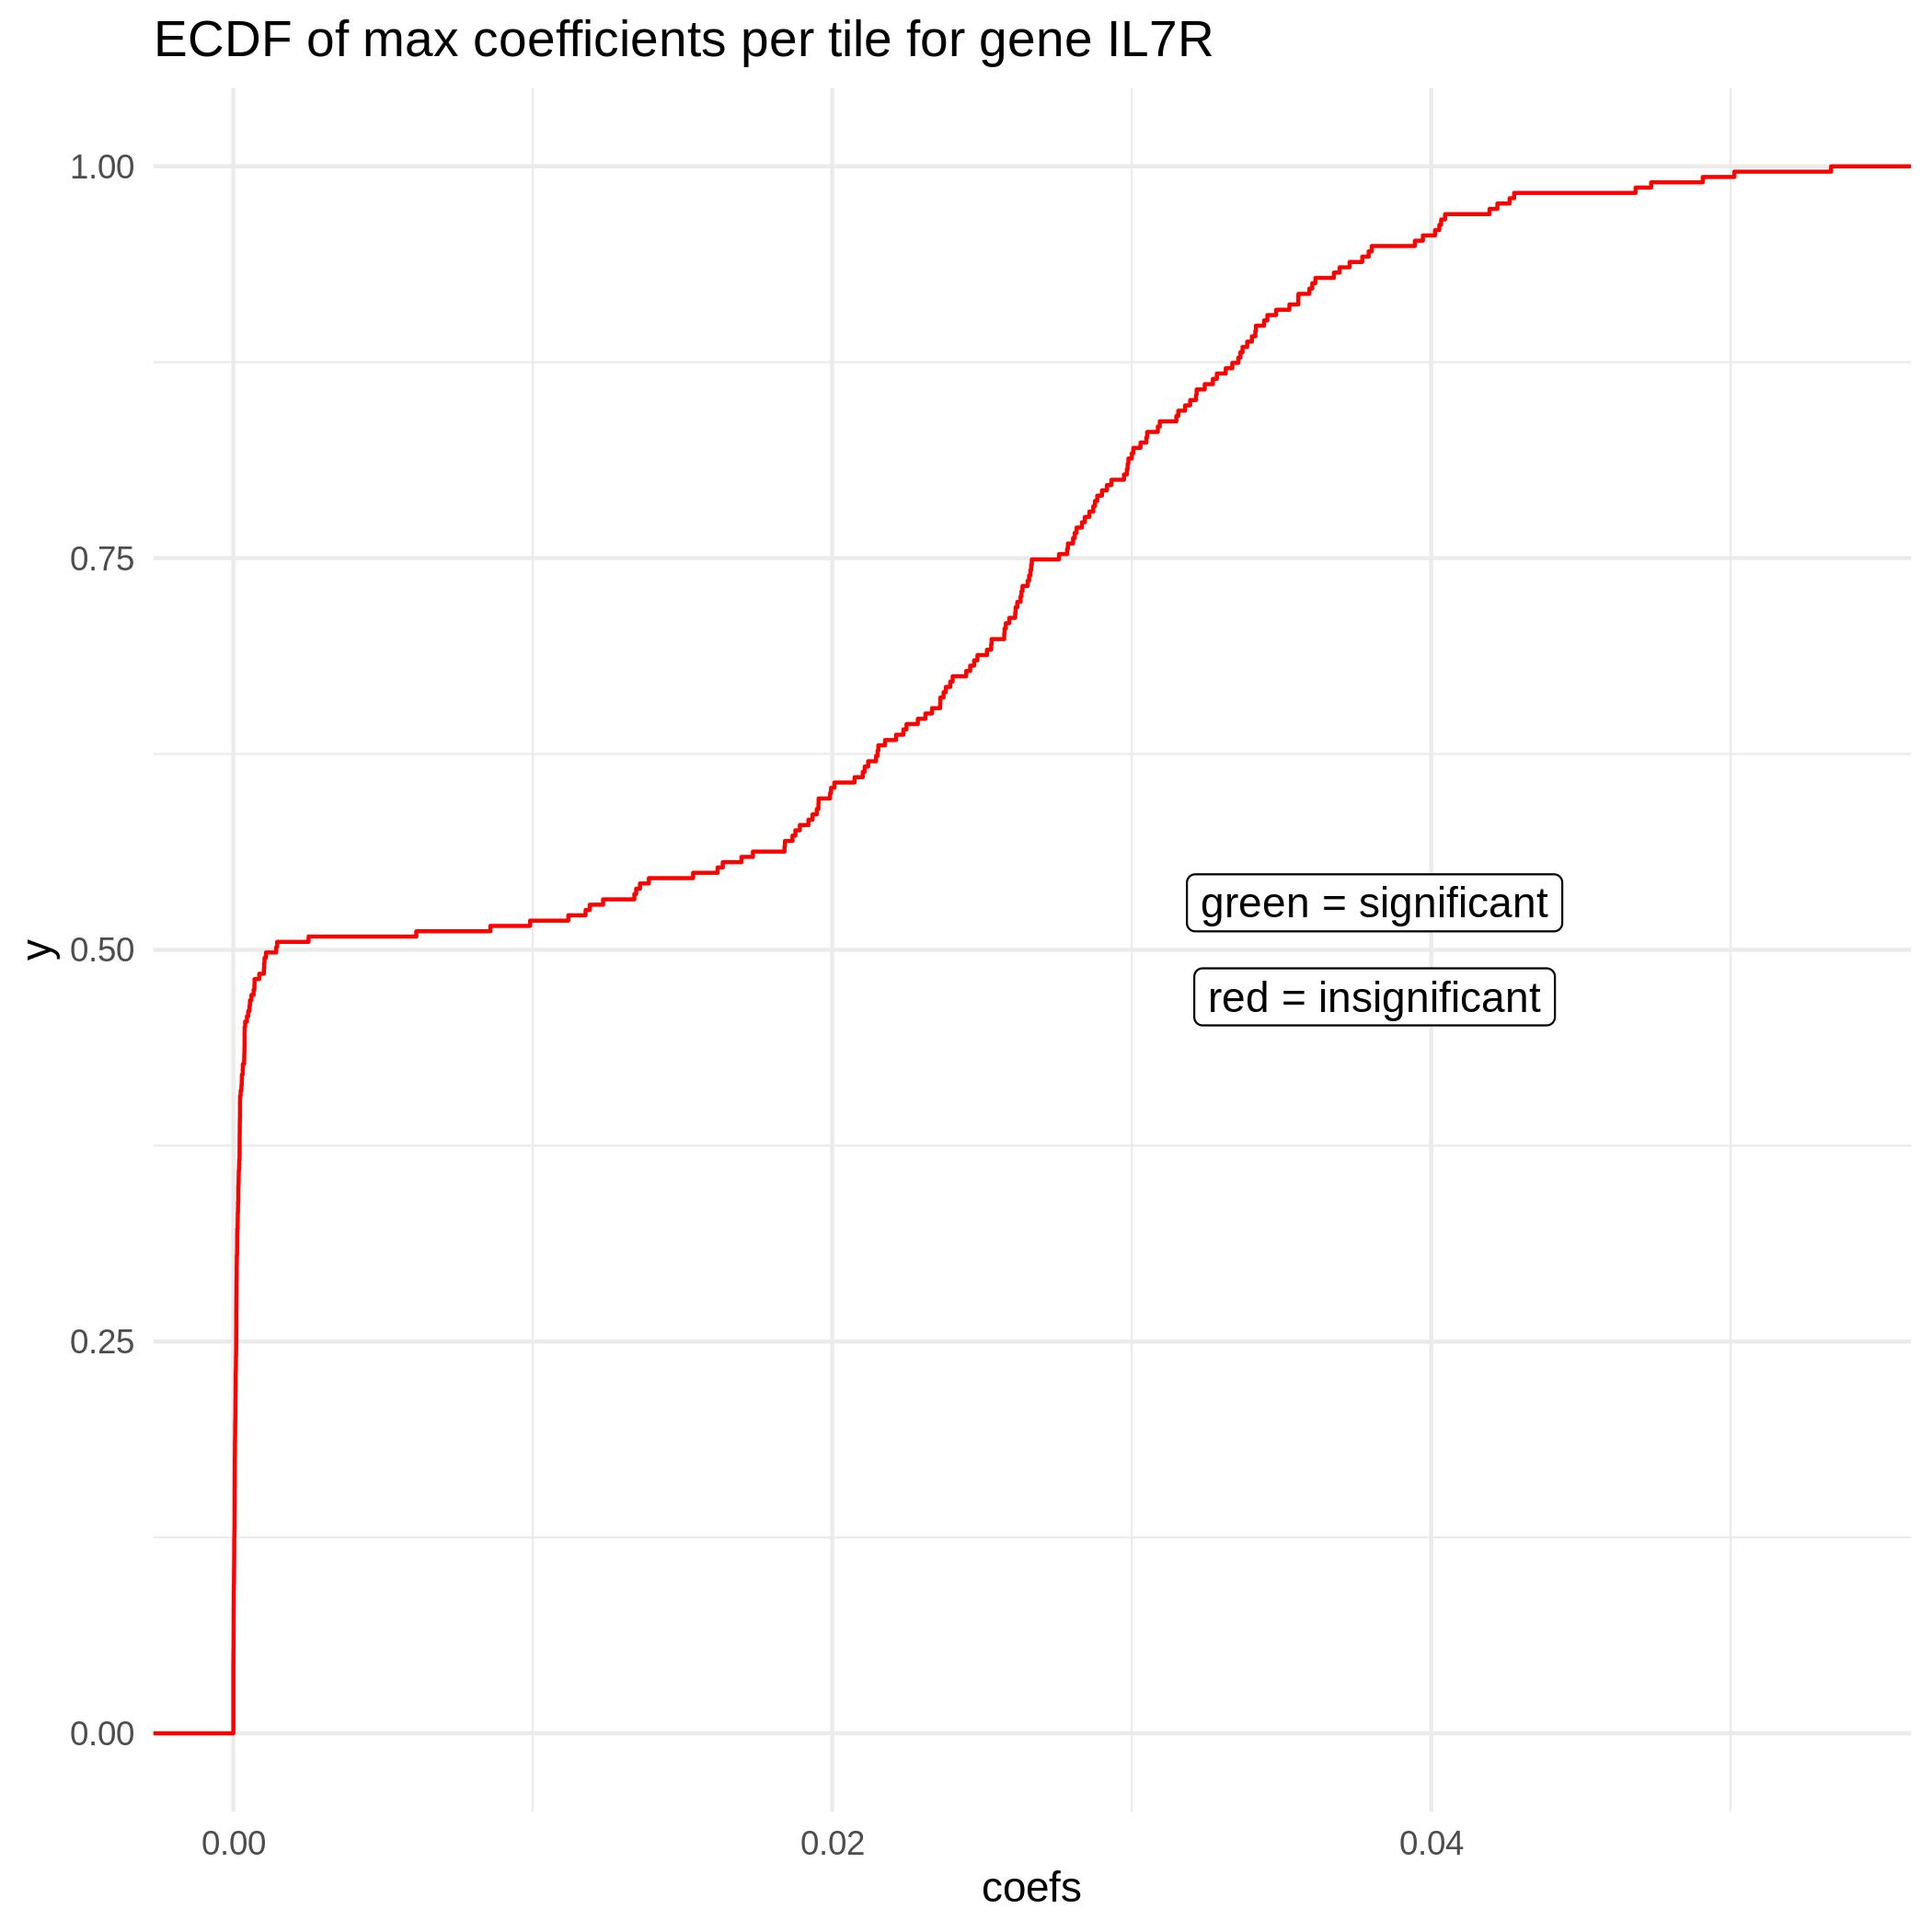 ECDF of max coefficients per tile for gene IL7R
1.00
0.75
0.50
0.25
0.00
y
green = significant
red = insignificant
0.00 0.02 0.04
coefs